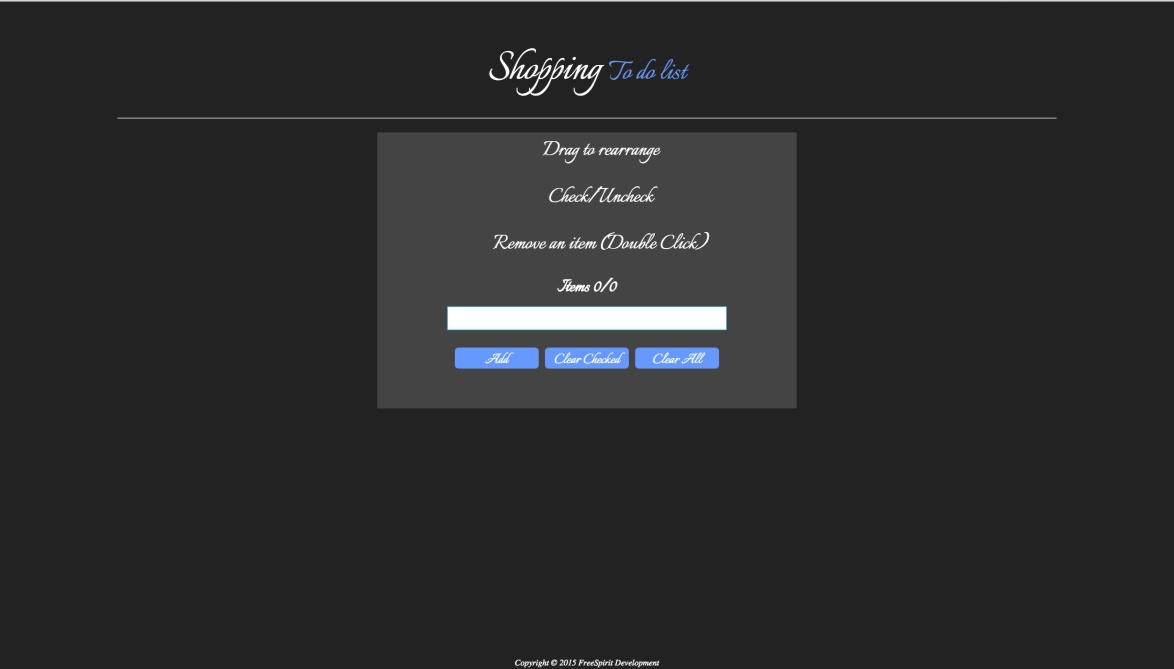 Shopping To do list
Drag to rearrange
Check/Uncheck
Remove an item (Double Click)
Items 0/0
Add Clear Checked Clear All
Copyright © 2015 FreeSpirit Development